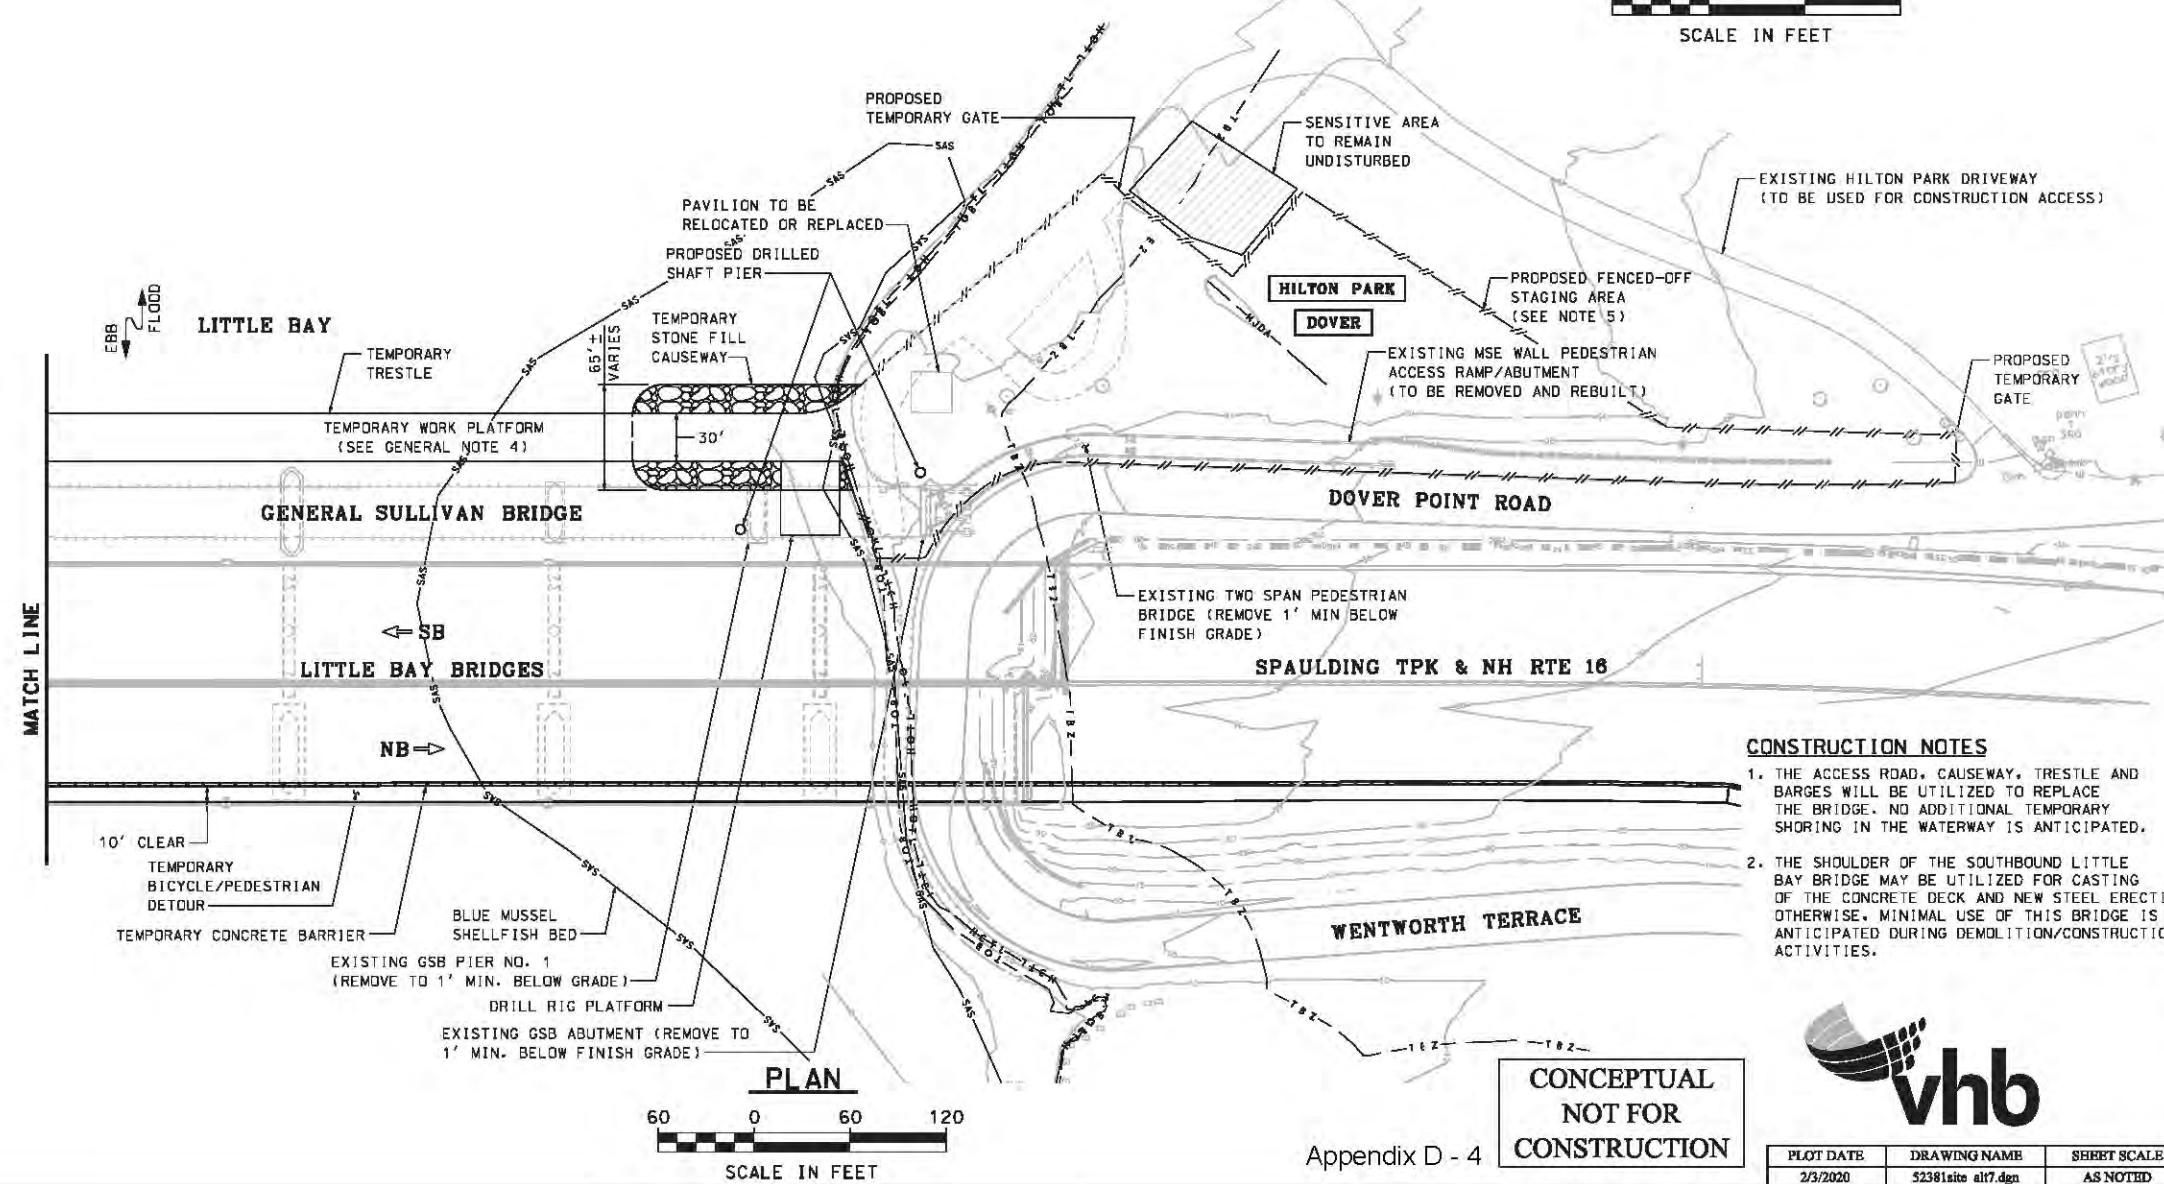 SCALE IN FEET
PROPOSED
TEMPORARY GATE
SENSITIVE AREA
TO REMAIN
UNDISTURBED
EXISTING HILTON PARK DRIVEWAY
(TO BE USED FOR CONSTRUCTION ACCESS)
PAVILION TO BE
RELOCATED OR REPLACED
PROPOSED DRILLED
SHAFT PIER
HILTON PARK
DOVER
PROPOSED FENCED-OFF
STAGING AREA
(SEE NOTE 5)
EBB
FLOOD
LITTLE BAY
TEMPORARY
TRESTLE
65'±
VARIES
TEMPORARY
STONE FILL
CAUSEWAY
EXISTING MSE WALL PEDESTRIAN
ACCESS RAMP/ABUTMENT
(TO BE REMOVED AND REBUILT)
PROPOSED
TEMPORARY
GATE
TEMPORARY WORK PLATFORM
(SEE GENERAL NOTE 4)
30'
GENERAL SULLIVAN BRIDGE
DOVER POINT ROAD
EXISTING TWO SPAN PEDESTRIAN
BRIDGE (REMOVE 1' MIN BELOW
FINISH GRADE)
MATCH LINE
SB
LITTLE BAY BRIDGES
SPAULDING TPK & NH RTE 16
NB
10' CLEAR
TEMPORARY
BICYCLE/PEDESTRIAN
DETOUR
TEMPORARY CONCRETE BARRIER
BLUE MUSSEL
SHELLFISH BED
EXISTING GSB PIER NO. 1
(REMOVE TO 1' MIN. BELOW GRADE)
DRILL RIG PLATFORM
EXISTING GSB ABUTMENT (REMOVE TO
1' MIN. BELOW FINISH GRADE)
WENTWORTH TERRACE
CONSTRUCTION NOTES
1. THE ACCESS ROAD, CAUSEWAY, TRESTLE AND
BARGES WILL BE UTILIZED TO REPLACE
THE BRIDGE. NO ADDITIONAL TEMPORARY
SHORING IN THE WATERWAY IS ANTICIPATED.
2. THE SHOULDER OF THE SOUTHBOUND LITTLE
BAY BRIDGE MAY BE UTILIZED FOR CASTING
OF THE CONCRETE DECK AND NEW STEEL ERECTI
OTHERWISE, MINIMAL USE OF THIS BRIDGE IS
ANTICIPATED DURING DEMOLITION/CONSTRUCTIO
ACTIVITIES.
PLAN
60 0 60 120
SCALE IN FEET
Appendix D - 4
CONCEPTUAL
NOT FOR
CONSTRUCTION
vhb
PLOT DATE DRAWING NAME SHEET SCALE
2/3/2020 52381site_alt7.dgn AS NOTED